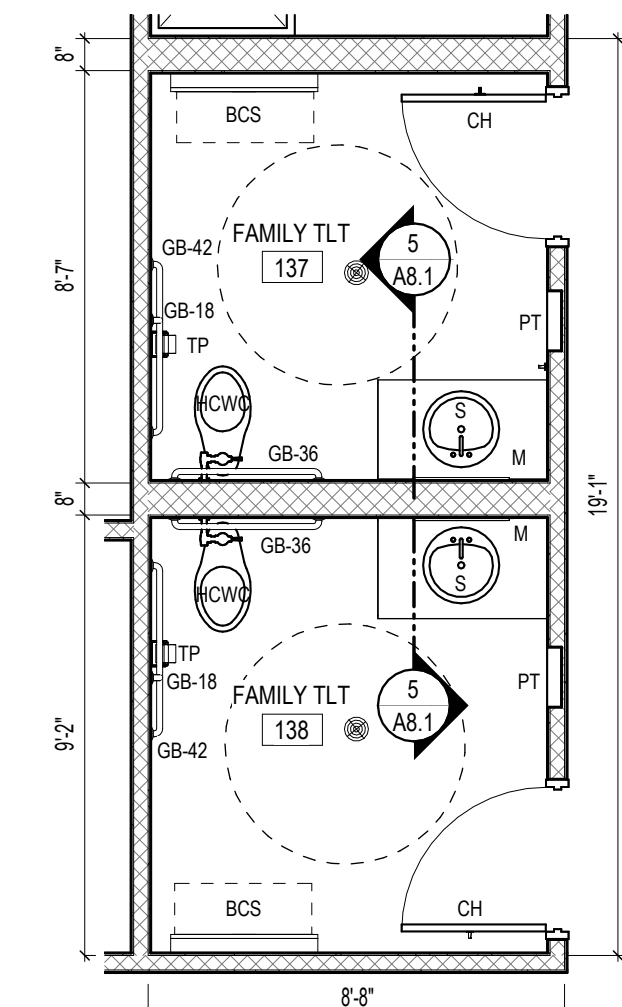 8"
BCS
CH
GB-42
FAMILY TLT
137
5
A8.1
8'-7"
GB-18
TP
PT
HCWC
S
GB-36
M
8"
19'-1"
GB-36
M
HCWC
S
TP
GB-18
PT
FAMILY TLT
138
5
A8.1
9'-2"
GB-42
BCS
CH
8'-8"